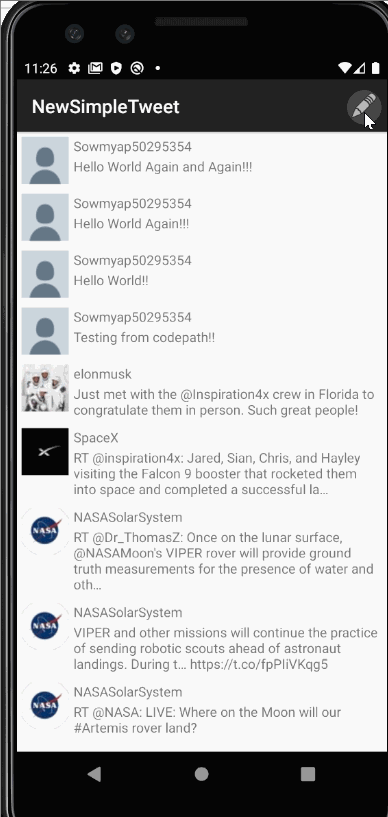 11:26
NewSimpleTweet
Sowmyap50295354
Hello World Again and Again!!!
Sowmyap50295354
Hello World Again!!!
Sowmyap50295354
Hello World!!
Sowmyap50295354
Testing from codepath!!
elonmusk
Just met with the @Inspiration4x crew in Florida to
congratulate them in person. Such great people!
SpaceX
RT @inspiration4x: Jared, Sian, Chris, and Hayley
visiting the Falcon 9 booster that rocketed them
into space and completed a successful la…
NASASolarSystem
NASA
RT @Dr_ThomasZ: Once on the lunar surface,
@NASAMoon's VIPER rover will provide ground
truth measurements for the presence of water and
oth…
NASASolarSystem
NASA
VIPER and other missions will continue the practice
of sending robotic scouts ahead of astronaut
landings. During t… https://t.co/fpPIiVKqg5
NASASolarSystem
NASA
RT @NASA: LIVE: Where on the Moon will our
#Artemis rover land?